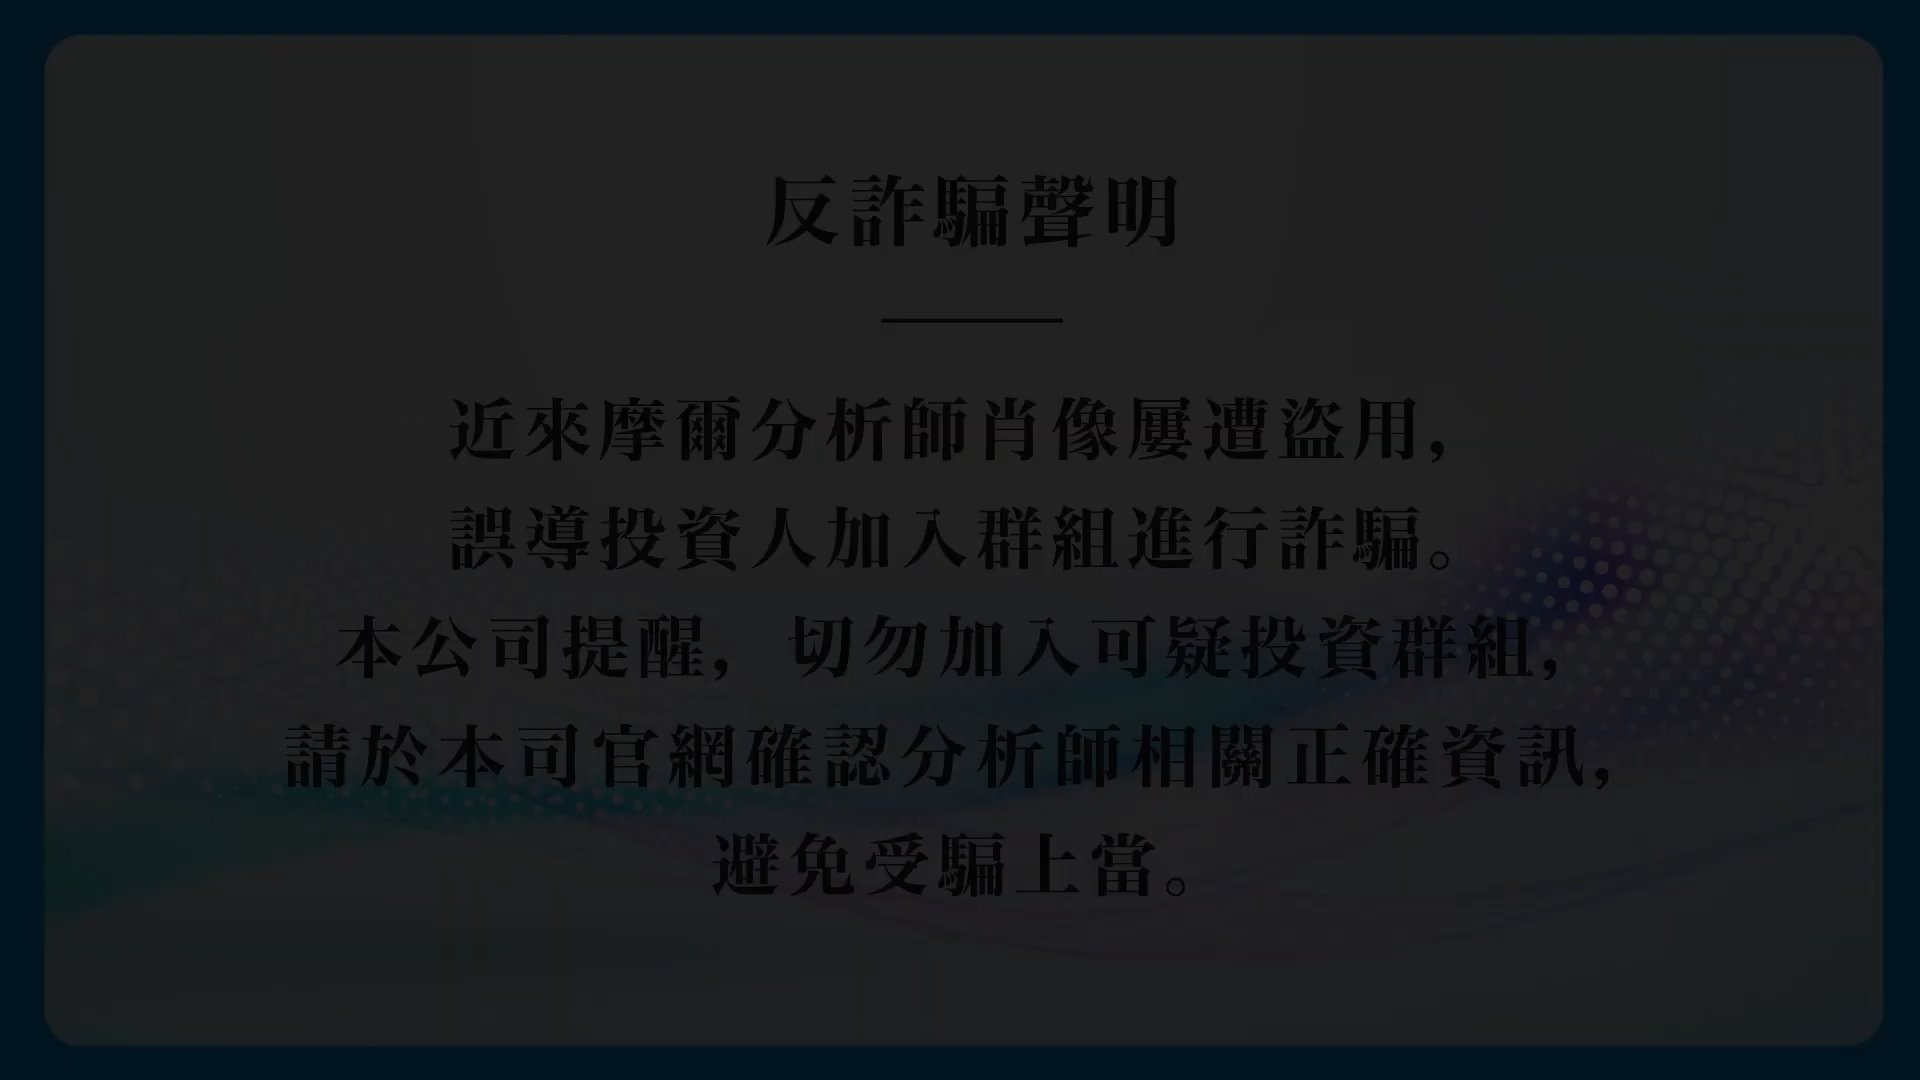 反詐騙聲明
近來摩爾分析師肖像屢遭盜用，
誤導投資人加入群組進行詐騙。
本公司提醒，切勿加入可疑投資群組，
請於本司官網確認分析師相關正確資訊，
避免受騙上當。